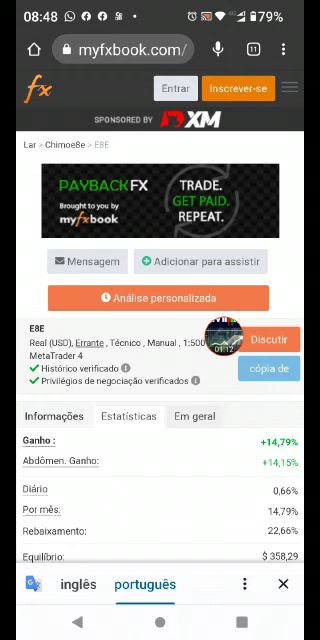 08:48 79%
myfxbook.com/ 11
fx Entrar Inscrever-se
SPONSORED BY XM
Lar > Chimoe8e > E8E
PAYBACKFX TRADE.
GET PAID.
Brought to you by
myfxbook REPEAT.
Mensagem Adicionar para assistir
Análise personalizada
E8E
Real (USD), Errante , Técnico , Manual , 1:500
MetaTrader 4
Histórico verificado
Privilégios de negociação verificados
01:12
Discutir
cópia de
Informações Estatísticas Em geral
Ganho : +14,79%
Abdômen. Ganho: +14,15%
Diário 0,66%
Por mês: 14,79%
Rebaixamento: 22,66%
Equilíbrio: $ 358,29
inglês português